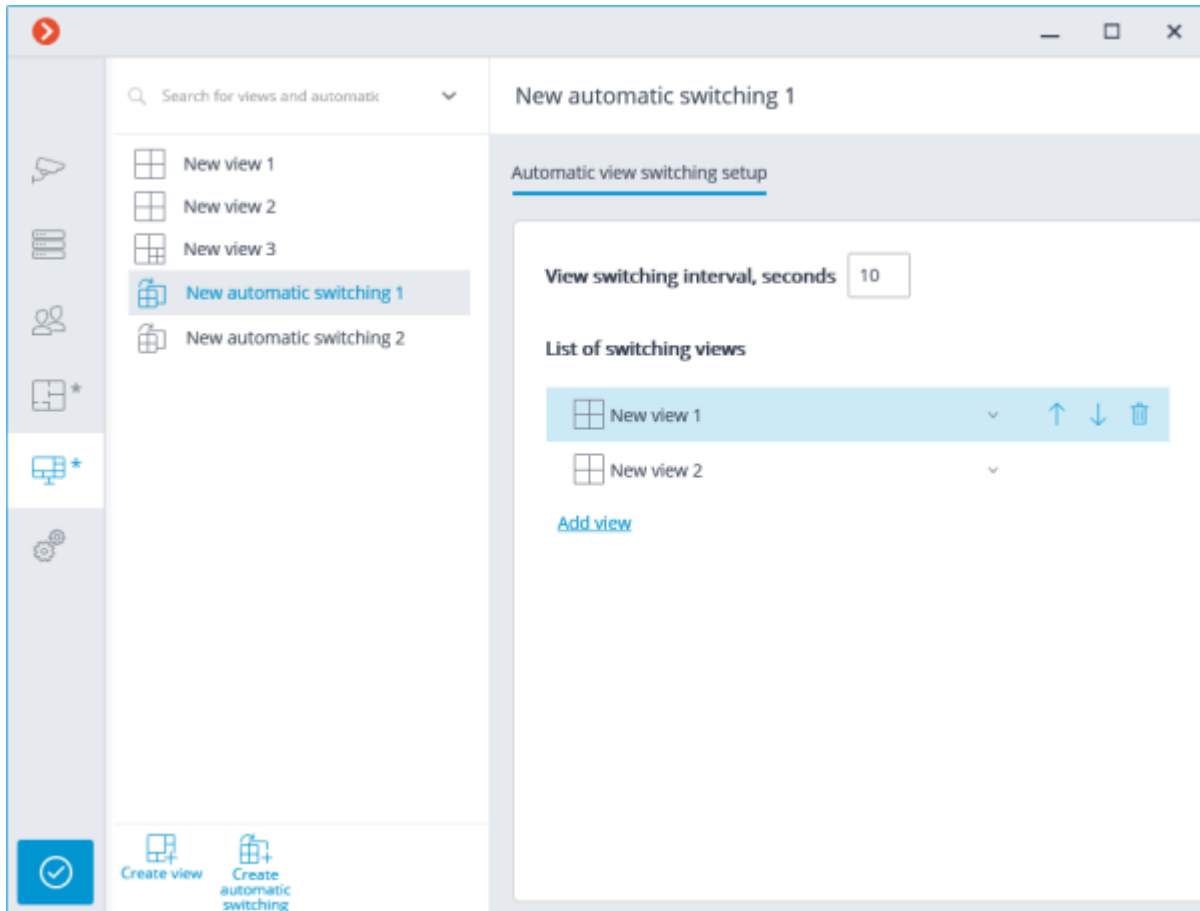 Search for views and automatic
New automatic switching 1
New view 1
New view 2
New view 3
New automatic switching 1
New automatic switching 2
Automatic view switching setup
View switching interval, seconds 10
List of switching views
New view 1
New view 2
Add view
*
*
Create view
Create
automatic
switching